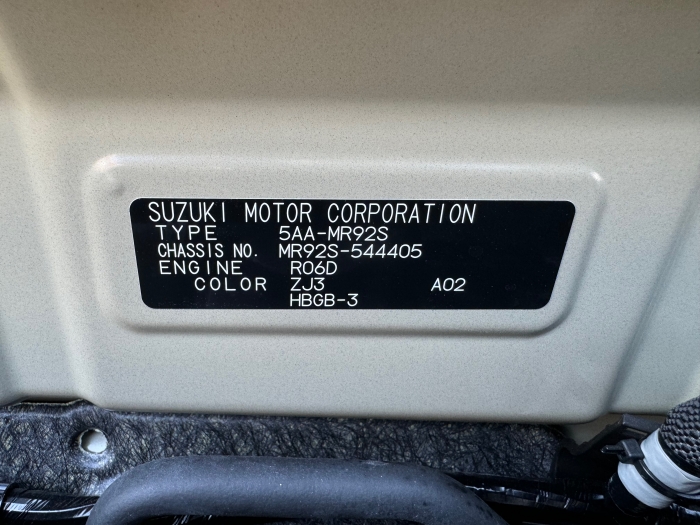 SUZUKI MOTOR CORPORATION
TYPE 5AA-MR92S
CHASSIS NO. MR92S-544405
ENGINE R06D
COLOR ZJ3 A02
HBGB-3